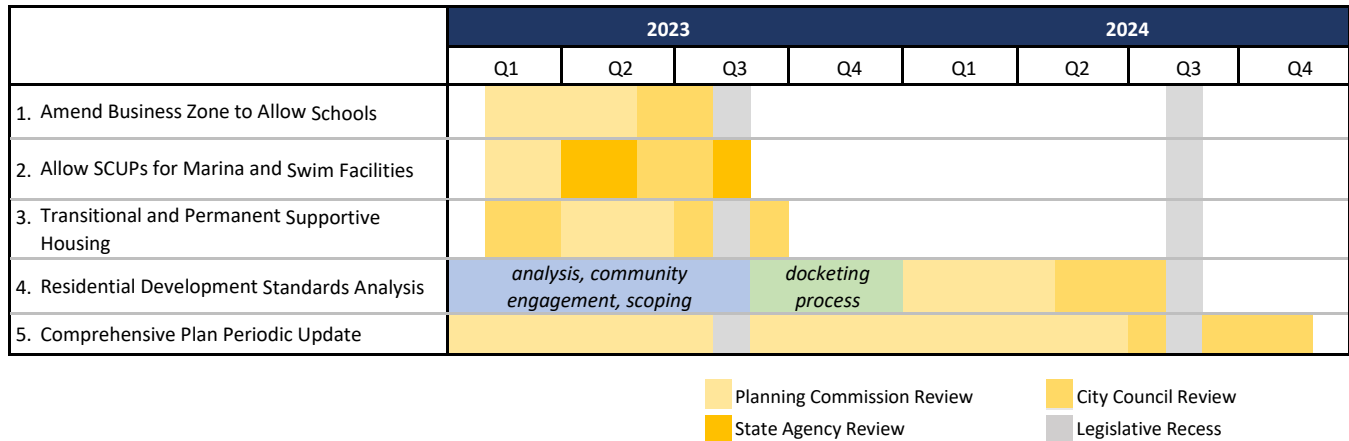 2023 2024
Q1 Q2 Q3 Q4 Q1 Q2 Q3 Q4
1. Amend Business Zone to Allow Schools
2. Allow SCUPs for Marina and Swim Facilities
3. Transitional and Permanent Supportive
Housing
4. Residential Development Standards Analysis
analysis, community
engagement, scoping
docketing
process
5. Comprehensive Plan Periodic Update
Planning Commission Review
City Council Review
State Agency Review
Legislative Recess